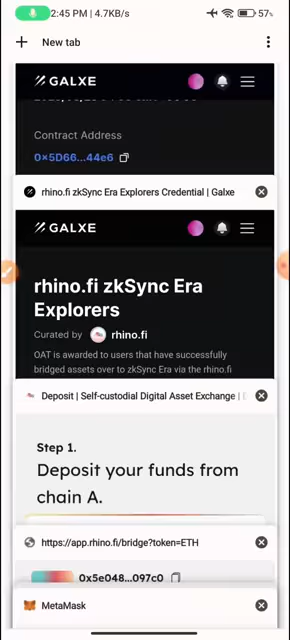 2:45 PM | 4.7KB/s
57%
New tab
GALXE
Contract Address
0x5D66...44e6
rhino.fi zkSync Era Explorers Credential | Galxe
GALXE
rhino.fi zkSync Era
Explorers
Curated by rhino.fi
OAT is awarded to users that have successfully
bridged assets over to zkSync Era via the rhino.fi
Deposit | Self-custodial Digital Asset Exchange |
Step 1.
Deposit your funds from
chain A.
https://app.rhino.fi/bridge?token=ETH
0x5e048...097c0
MetaMask